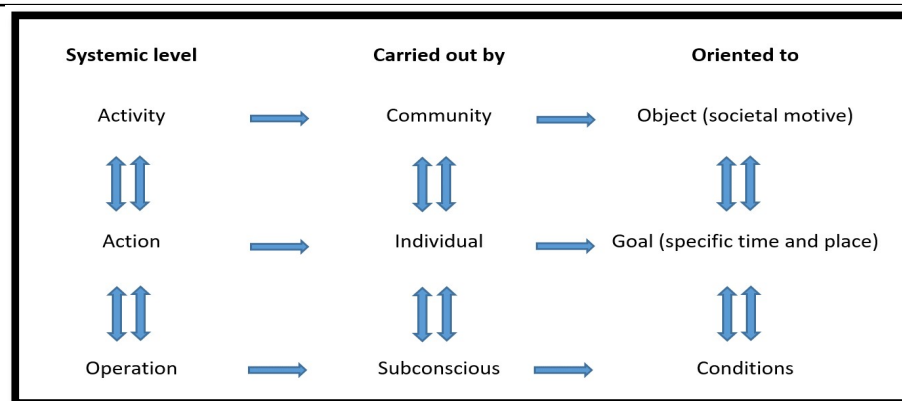 Systemic level Carried out by Oriented to
Activity Community Object (societal motive)
Action Individual Goal (specific time and place)
Operation Subconscious Conditions